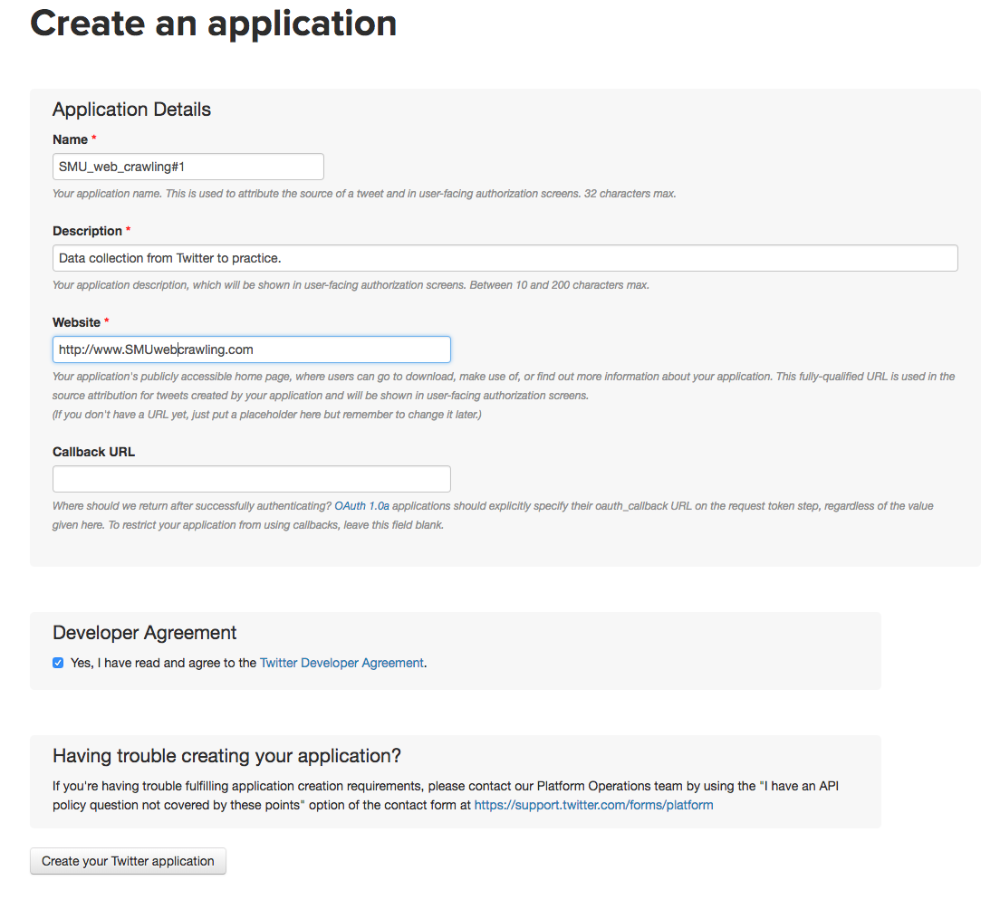 Create an application
Application Details
Name *
SMU_web_crawling#1
Your application name. This is used to attribute the source of a tweet and in user-facing authorization screens. 32 characters max.
Description *
Data collection from Twitter to practice.
Your application description, which will be shown in user-facing authorization screens. Between 10 and 200 characters max.
Website *
http://www.SMUwebcrawling.com
Your application's publicly accessible home page, where users can go to download, make use of, or find out more information about your application. This fully-qualified URL is used in the
source attribution for tweets created by your application and will be shown in user-facing authorization screens.
(If you don't have a URL yet, just put a placeholder here but remember to change it later.)
Callback URL
Where should we return after successfully authenticating? OAuth 1.0a applications should explicitly specify their oauth_callback URL on the request token step, regardless of the value
given here. To restrict your application from using callbacks, leave this field blank.
Developer Agreement
Yes, I have read and agree to the Twitter Developer Agreement.
Having trouble creating your application?
If you're having trouble fulfilling application creation requirements, please contact our Platform Operations team by using the "I have an API
policy question not covered by these points" option of the contact form at https://support.twitter.com/forms/platform
Create your Twitter application